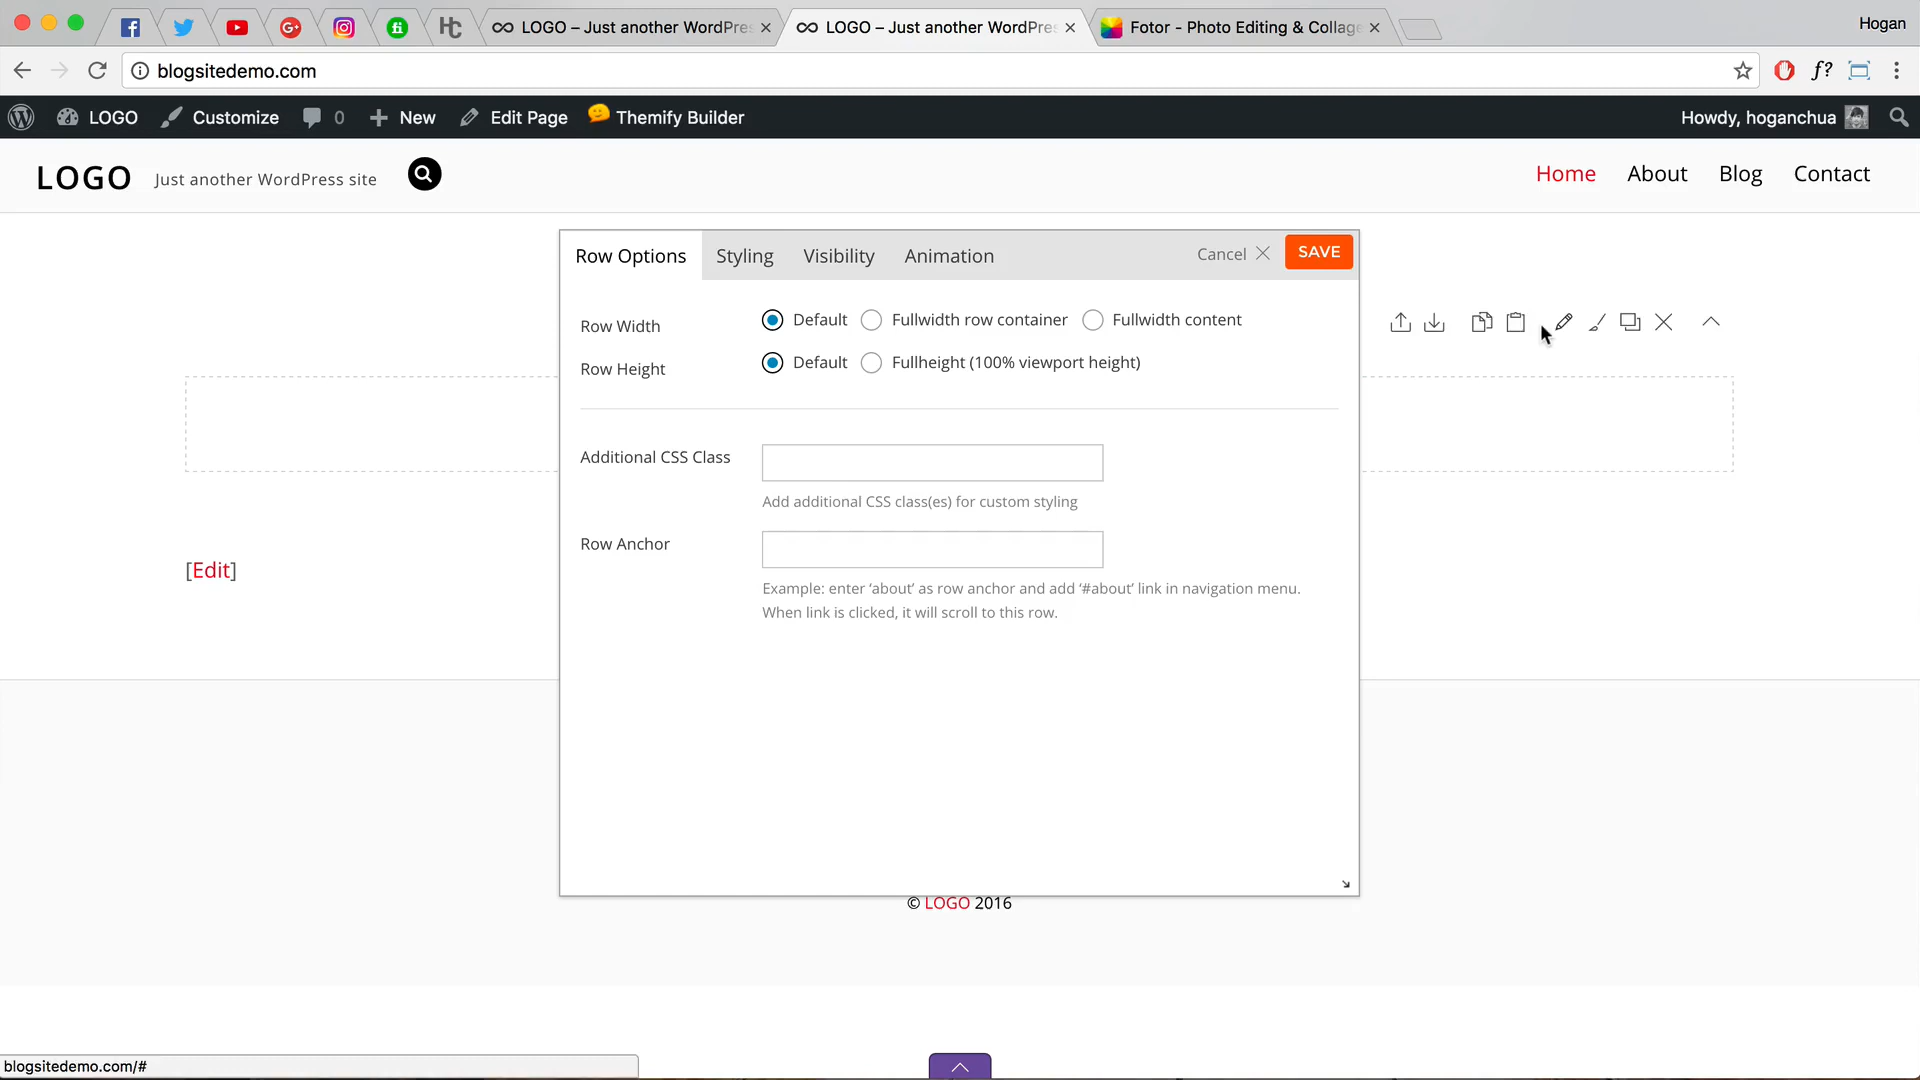 LOGO – Just another WordPres
LOGO – Just another WordPres
Fotor - Photo Editing & Collage
Hogan
blogsitedemo.com
f?
LOGO
Customize
0
New
Edit Page
Themify Builder
Howdy, hoganchua
LOGO
Just another WordPress site
Home
About
Blog
Contact
Row Options
Styling
Visibility
Animation
Cancel
SAVE
Row Width
Default
Fullwidth row container
Fullwidth content
Row Height
Default
Fullheight (100% viewport height)
Additional CSS Class
Add additional CSS class(es) for custom styling
Row Anchor
Example: enter ‘about’ as row anchor and add ‘#about’ link in navigation menu.
When link is clicked, it will scroll to this row.
[Edit]
© LOGO 2016
blogsitedemo.com/#